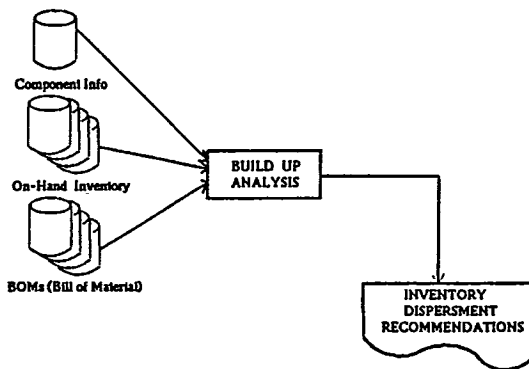 Component Info
On-Hand Inventory
BOMs (Bill of Material)
BUILD UP
ANALYSIS
INVENTORY
DISPERSMENT
RECOMMENDATIONS